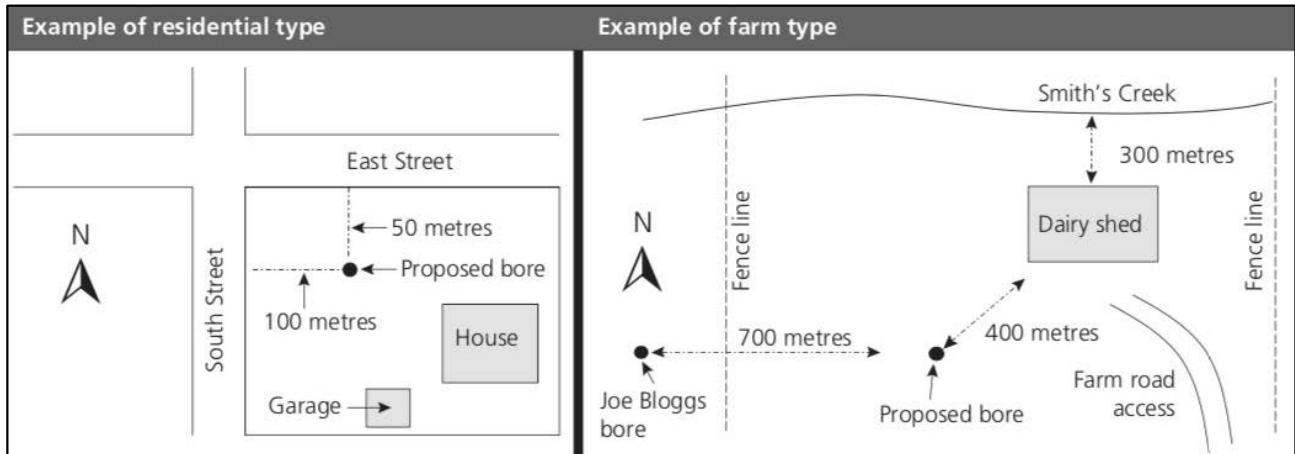 Example of residential type
East Street
N
South Street
50 metres
Proposed bore
100 metres
House
Garage
Example of farm type
Smith's Creek
300 metres
Fence line
Fence line
N
Dairy shed
700 metres
400 metres
Joe Bloggs
bore
Proposed bore
Farm road
access